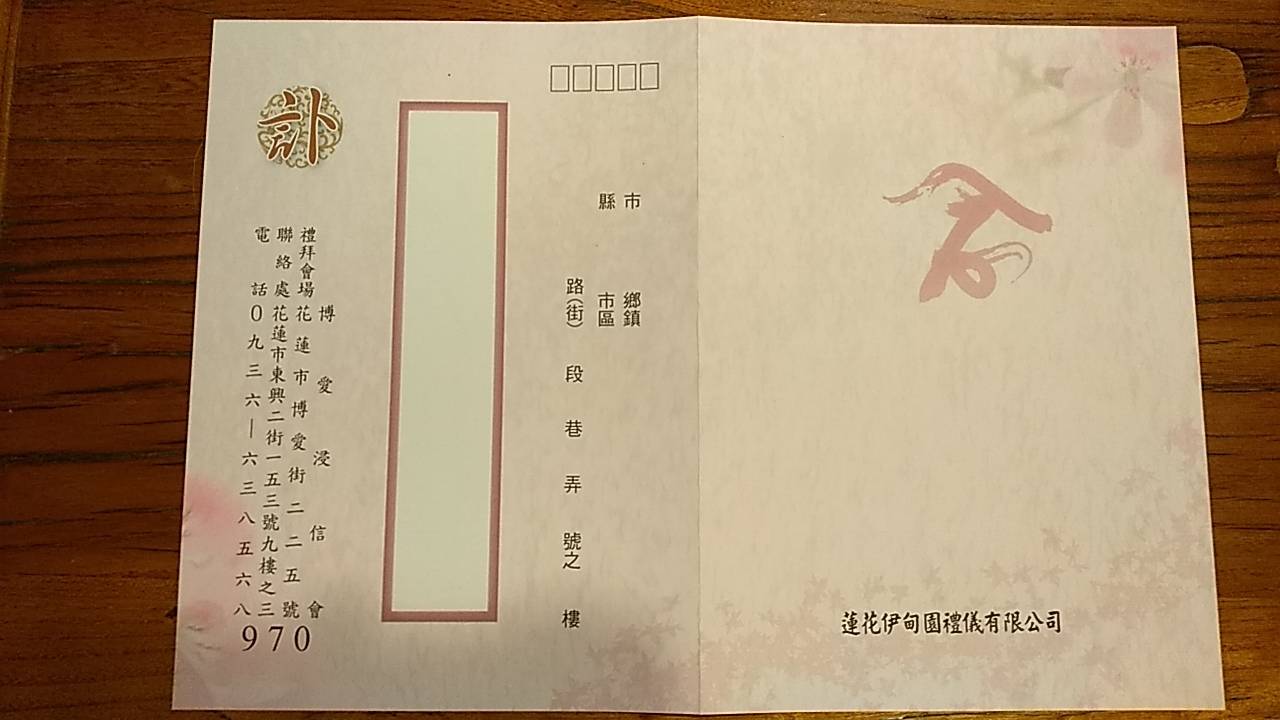 蓮花伊甸園禮儀有限公司
市 鄉鎮
縣 市區
路(街) 段 巷 弄 號之 樓
訃
博愛浸信會
禮拜會場 花蓮市博愛街二二五號
聯絡處 花蓮市東興二街一五三號九樓之三
電話 0九三六—六三八五六八
970